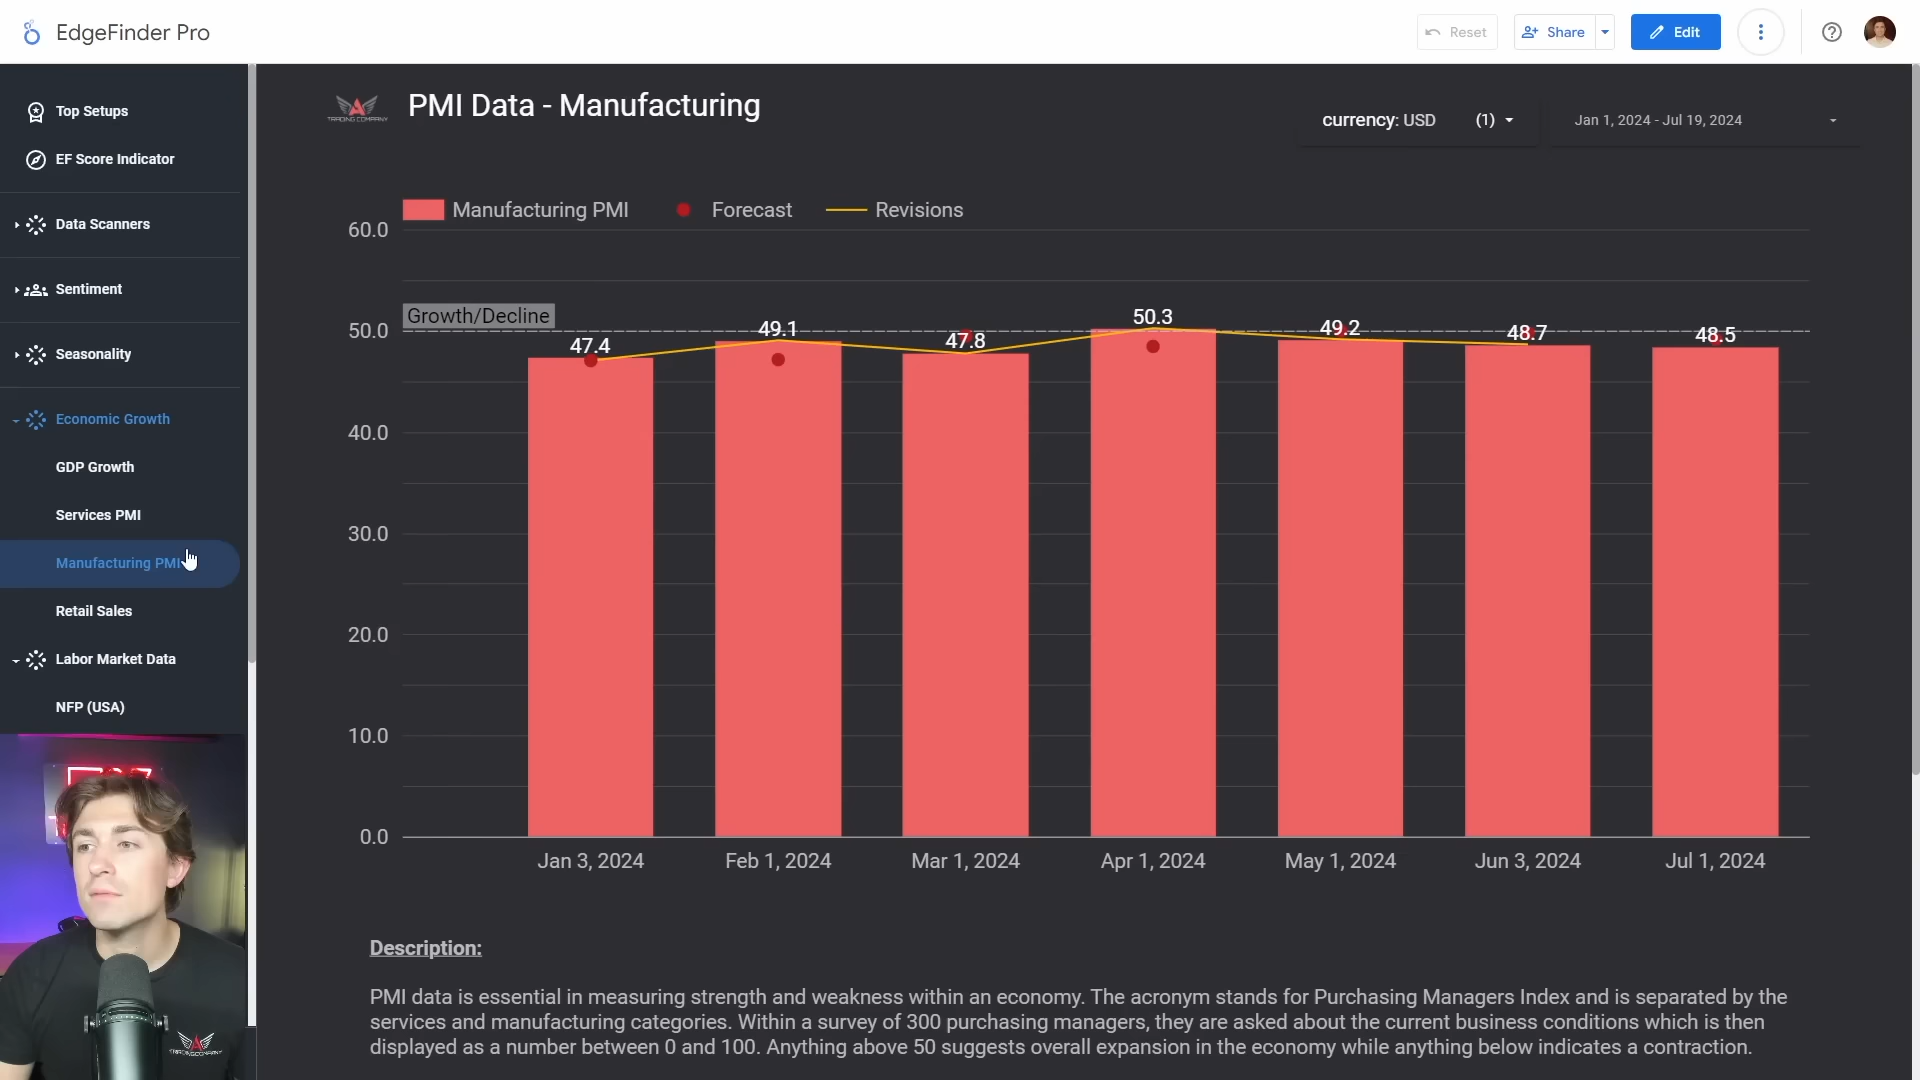 EdgeFinder Pro
Reset
Share
Edit
Top Setups
EF Score Indicator
Data Scanners
Sentiment
Seasonality
Economic Growth
GDP Growth
Services PMI
Manufacturing PMI
Retail Sales
Labor Market Data
NFP (USA)
A
TRADING COMPANY
PMI Data - Manufacturing
currency: USD (1)
Jan 1, 2024 - Jul 19, 2024
Manufacturing PMI Forecast Revisions
60.0
Growth/Decline
50.0
40.0
30.0
20.0
10.0
0.0
47.4 49.1 47.8 50.3 49.2 48.7 48.5
Jan 3, 2024 Feb 1, 2024 Mar 1, 2024 Apr 1, 2024 May 1, 2024 Jun 3, 2024 Jul 1, 2024
Description:
PMI data is essential in measuring strength and weakness within an economy. The acronym stands for Purchasing Managers Index and is separated by the
services and manufacturing categories. Within a survey of 300 purchasing managers, they are asked about the current business conditions which is then
displayed as a number between 0 and 100. Anything above 50 suggests overall expansion in the economy while anything below indicates a contraction.
TRADING COMPANY